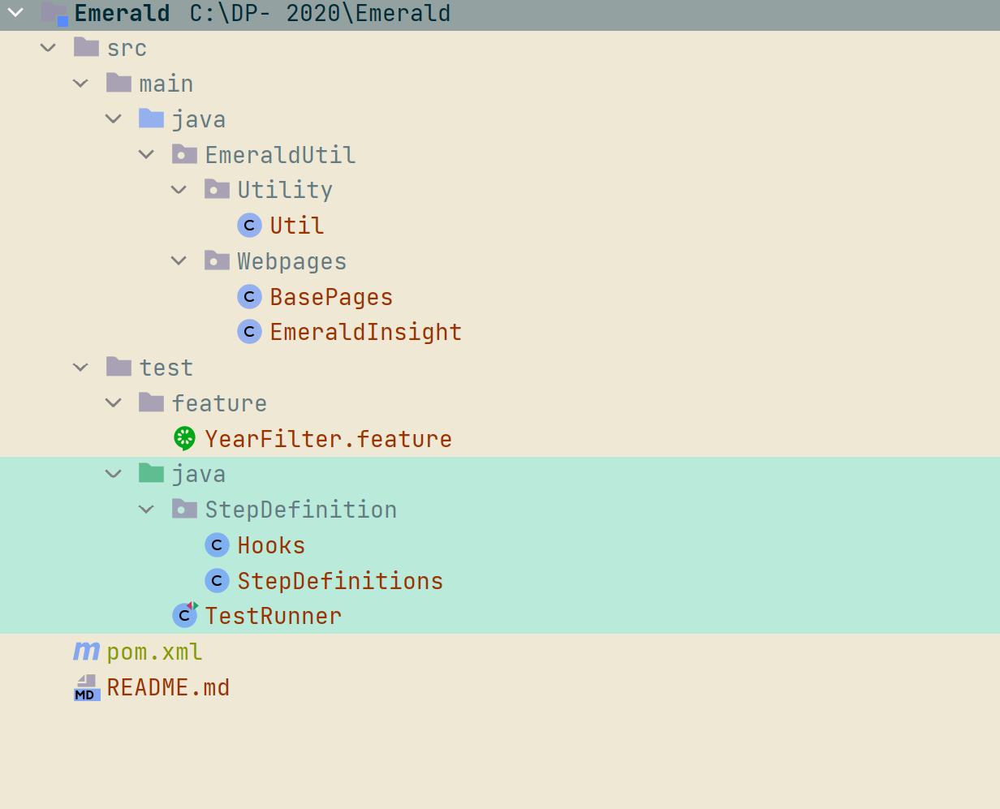 Emerald C:\DP- 2020\Emerald
src
main
java
EmeraldUtil
Utility
C Util
Webpages
C BasePages
C EmeraldInsight
test
feature
YearFilter.feature
java
StepDefinition
C Hooks
C StepDefinitions
C TestRunner
m pom.xml
MD README.md